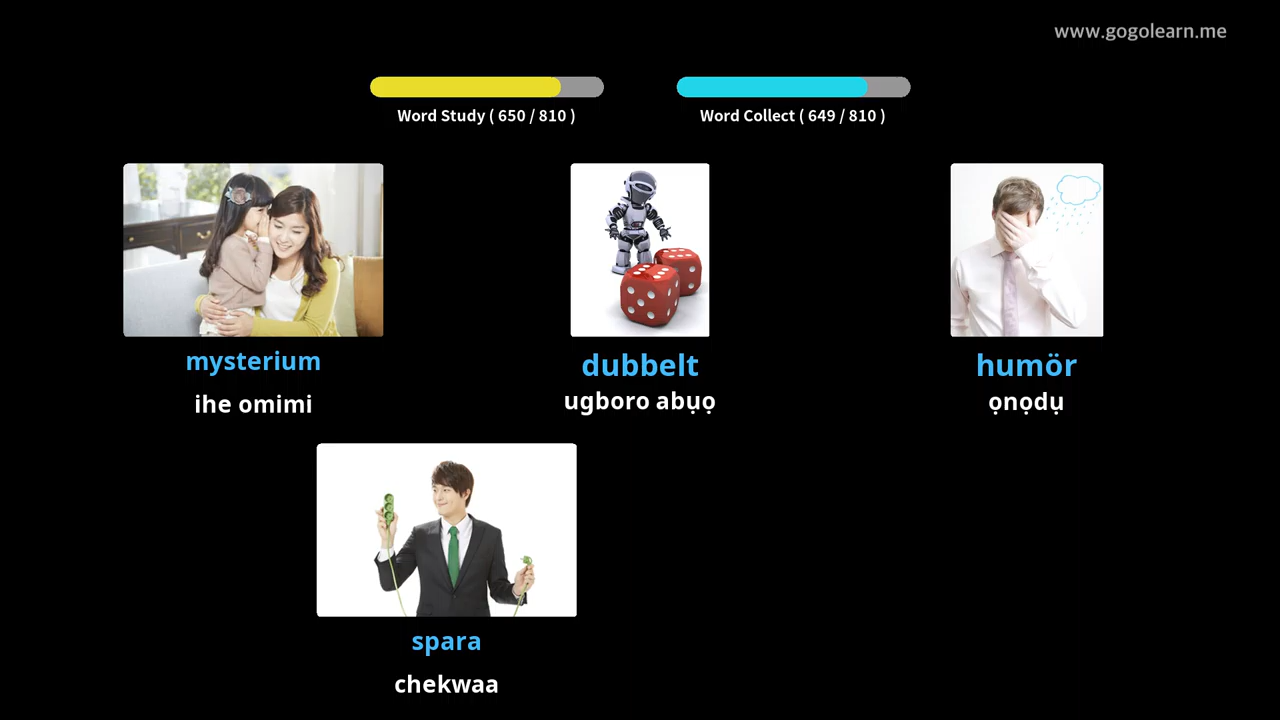 www.gogolearn.me
Word Study ( 650 / 810 )
Word Collect ( 649 / 810 )
mysterium
ihe omimi
dubbelt
ugboro abụọ
humör
ọnọdụ
spara
chekwaa